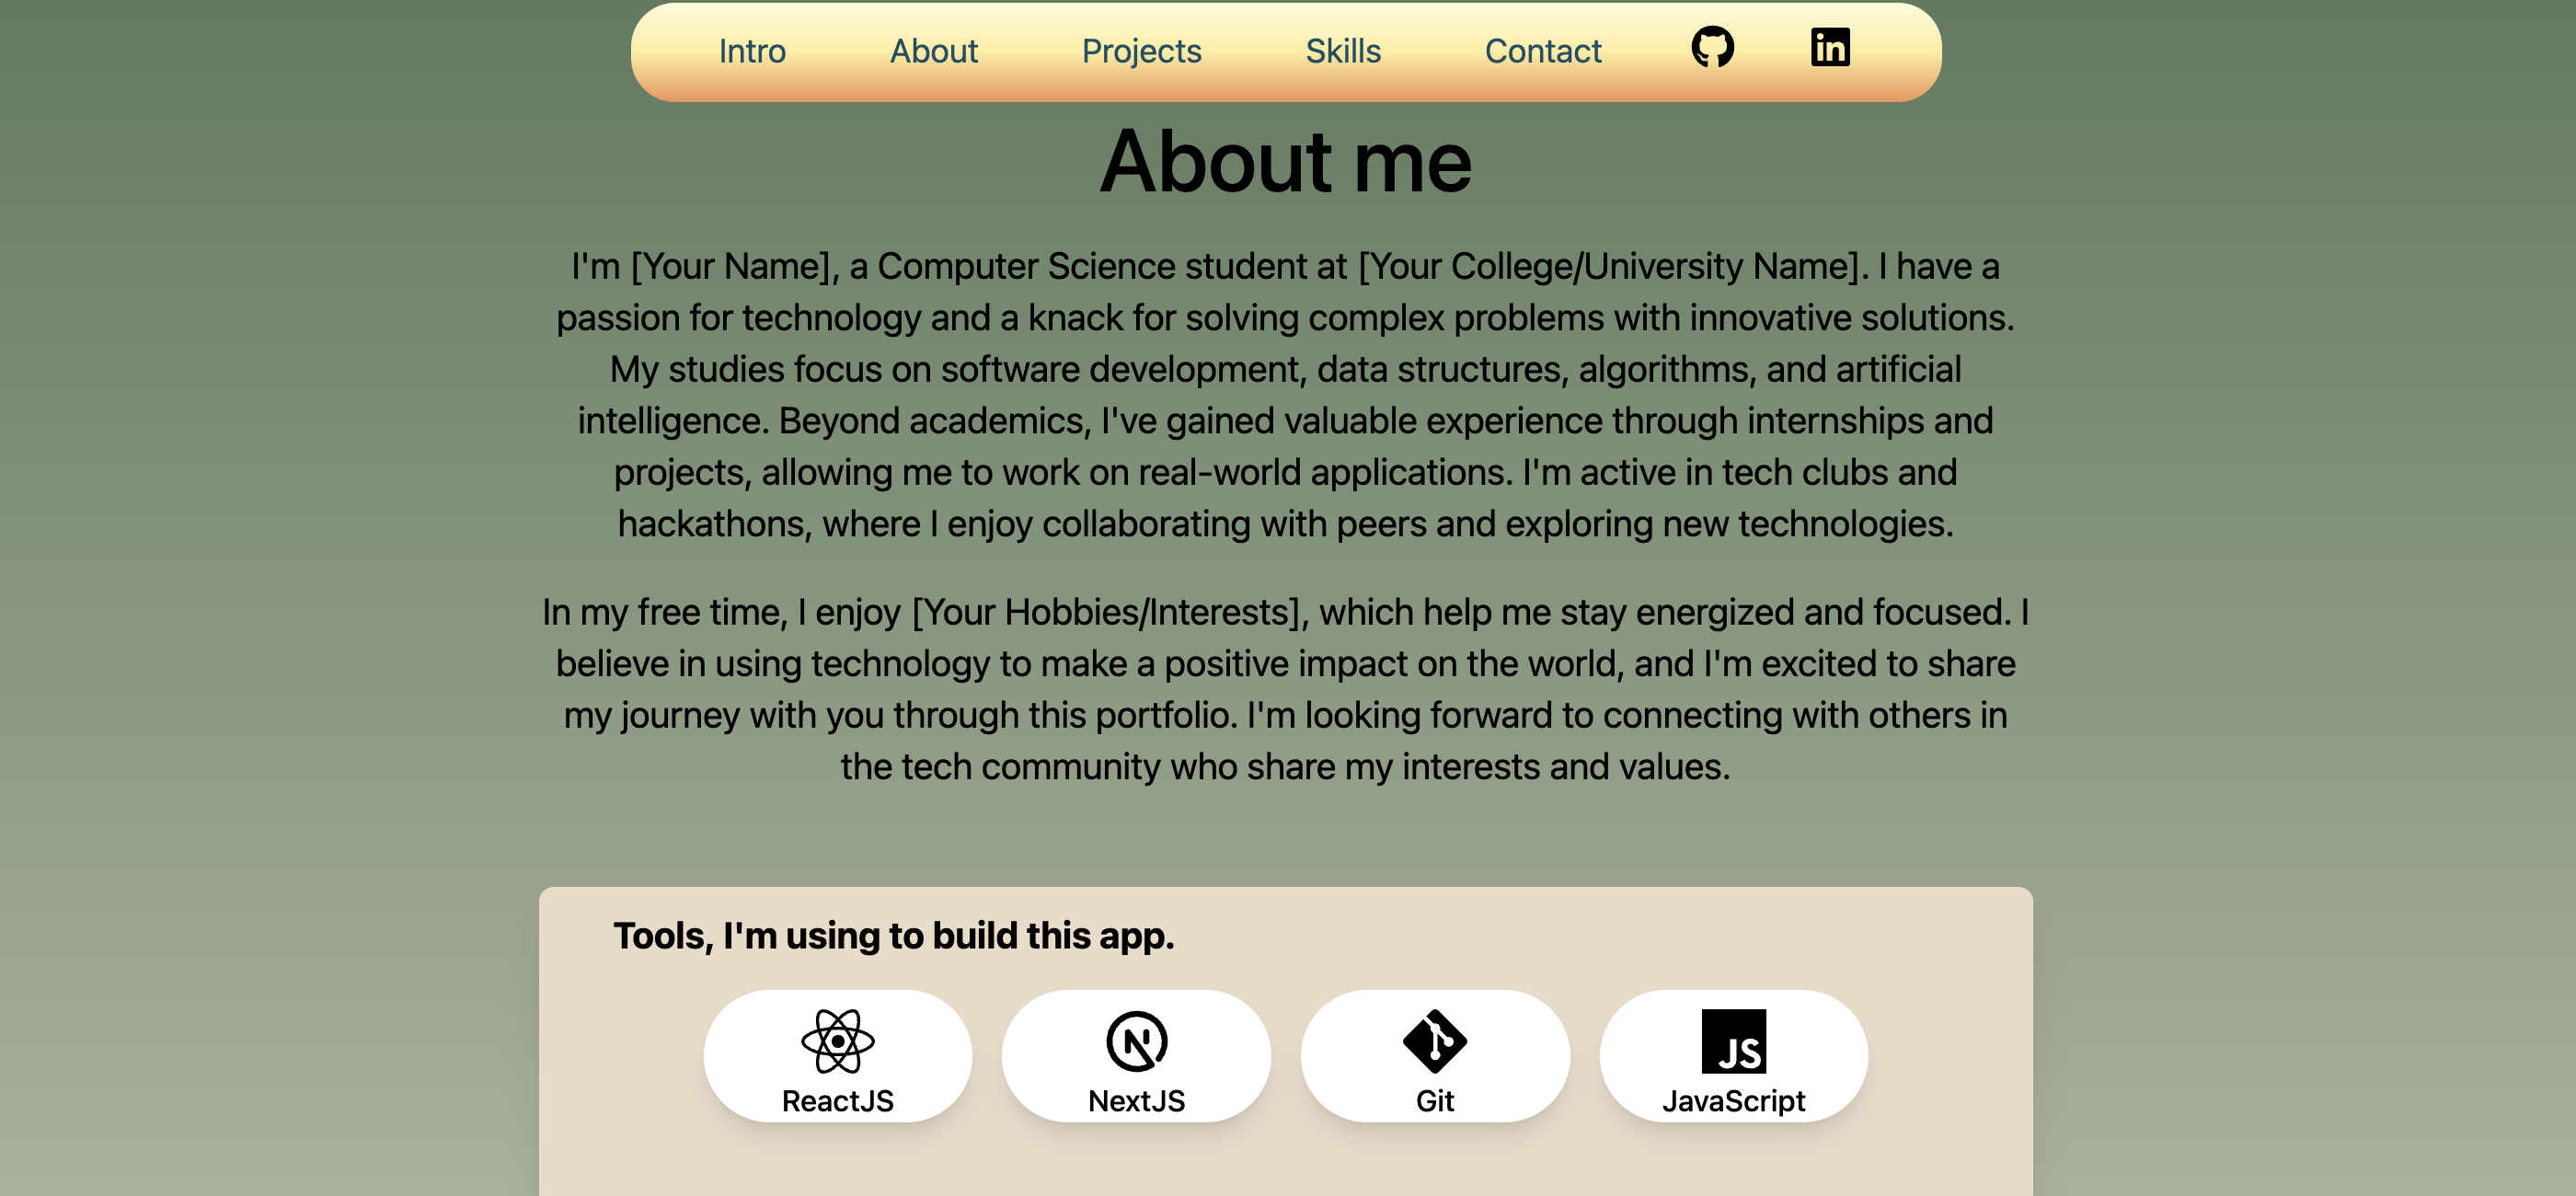 Intro About Projects Skills Contact in
About me
I'm [Your Name], a Computer Science student at [Your College/University Name]. I have a
passion for technology and a knack for solving complex problems with innovative solutions.
My studies focus on software development, data structures, algorithms, and artificial
intelligence. Beyond academics, I've gained valuable experience through internships and
projects, allowing me to work on real-world applications. I'm active in tech clubs and
hackathons, where I enjoy collaborating with peers and exploring new technologies.
In my free time, I enjoy [Your Hobbies/Interests], which help me stay energized and focused. I
believe in using technology to make a positive impact on the world, and I'm excited to share
my journey with you through this portfolio. I'm looking forward to connecting with others in
the tech community who share my interests and values.
Tools, I'm using to build this app.
N JS
ReactJS NextJS Git JavaScript